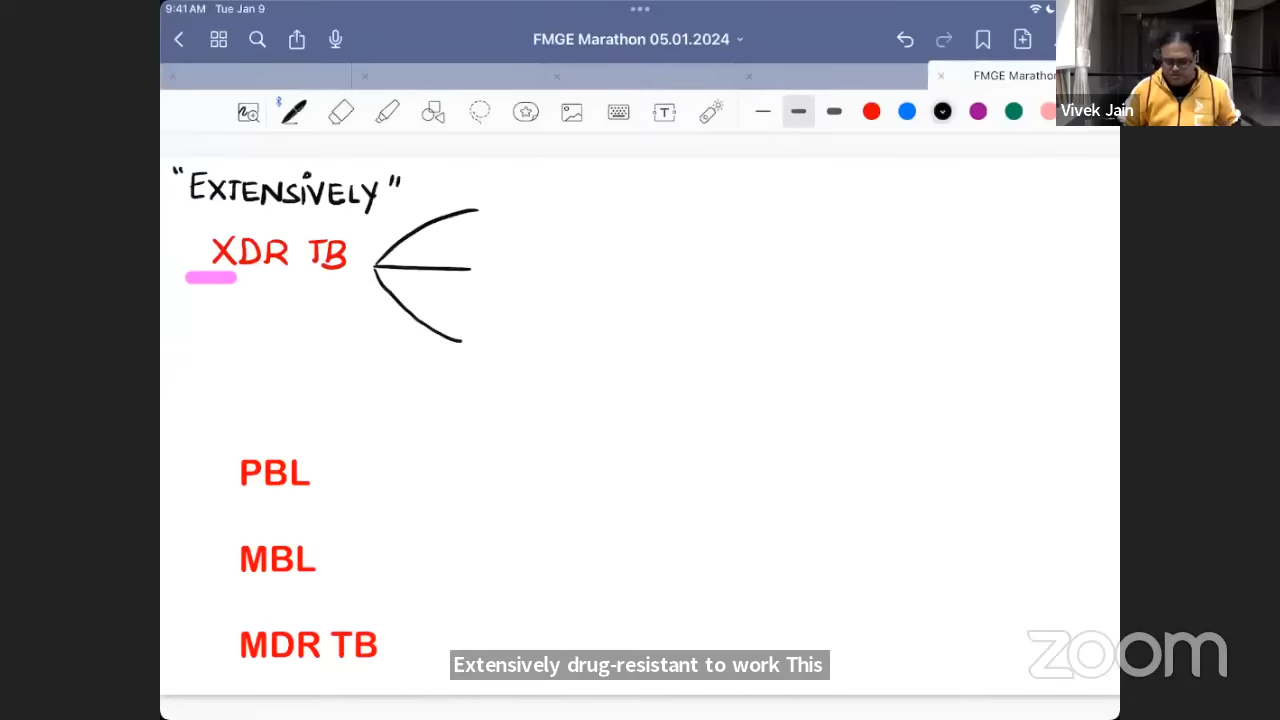 9:41 AM Tue Jan 9
FMGE Marathon 05.01.2024
FMGE Maratho
Vivek Jain
"EXTENSIVELY"
XDR TB
PBL
MBL
MDR TB
Extensively drug-resistant to work This
zoom